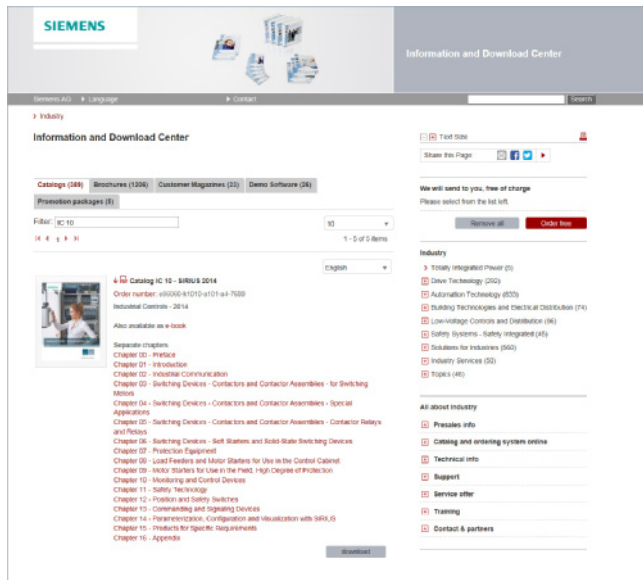 SIEMENS
Information and Download Center
Siemens AG
Language
Contact
Search
Industry
Information and Download Center
Text Size
Share this Page:
Catalogs (389) Brochures (1206) Customer Magazines (23) Demo Software (26)
Promotion packages (5)
We will send to you, free of charge
Please select from the list left.
Remove all
Order free
Filter: IC 10
10
1 - 5 of 5 items
English
Catalog IC 10 - SIRIUS 2014
Order number:
Industrial Controls - 2014
Also available as e-book
Separate chapters
Chapter 00 - Preface
Chapter 01 - Introduction
Chapter 02 - Industrial Communication
Chapter 03 - Switching Devices - Contactors and Contactor Assemblies - for Switching
Motors
Chapter 04 - Switching Devices - Contactors and Contactor Assemblies - Special
Applications
Chapter 05 - Switching Devices - Contactors and Contactor Assemblies - Contactor Relays
and Relays
Chapter 06 - Switching Devices - Soft Starters and Solid-State Switching Devices
Chapter 07 - Protection Equipment
Chapter 08 - Load Feeders and Motor Starters for Use in the Control Cabinet
Chapter 09 - Motor Starters for Use in the Field, High Degree of Protection
Chapter 10 - Monitoring and Control Devices
Chapter 11 - Safety Technology
Chapter 12 - Position and Safety Switches
Chapter 13 - Commanding and Signaling Devices
Chapter 14 - Parameterization, Configuration and Visualization with SIRIUS
Chapter 15 - Products for Specific Requirements
Chapter 16 - Appendix
download
Industry
Totally Integrated Power (5)
Drive Technology (292)
Automation Technology (833)
Building Technologies and Electrical Distribution (74)
Low-Voltage Controls and Distribution (96)
Safety Systems - Safety Integrated (45)
Solutions for Industries (560)
Industry Services (50)
Topics (46)
All about Industry
Presales info
Catalog and ordering system online
Technical info
Support
Service offer
Training
Contact & partners